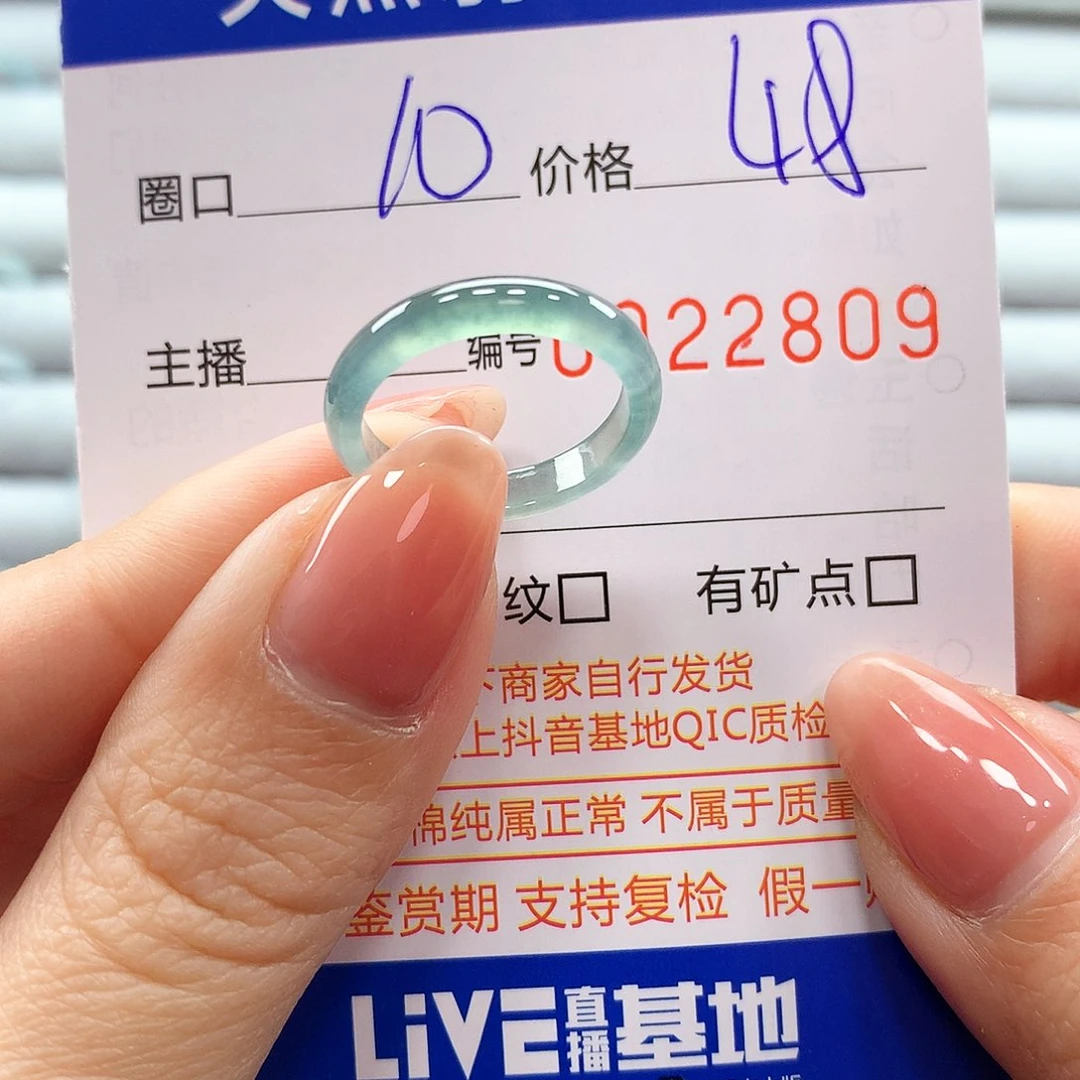 天然
圈口 10 价格 48
主播 编号 022809
纹□ 有矿点□
下商家自行发货
上抖音基地QIC质检
棉纯属正常 不属于质量
鉴赏期 支持复检 假一
LiVE直播基地